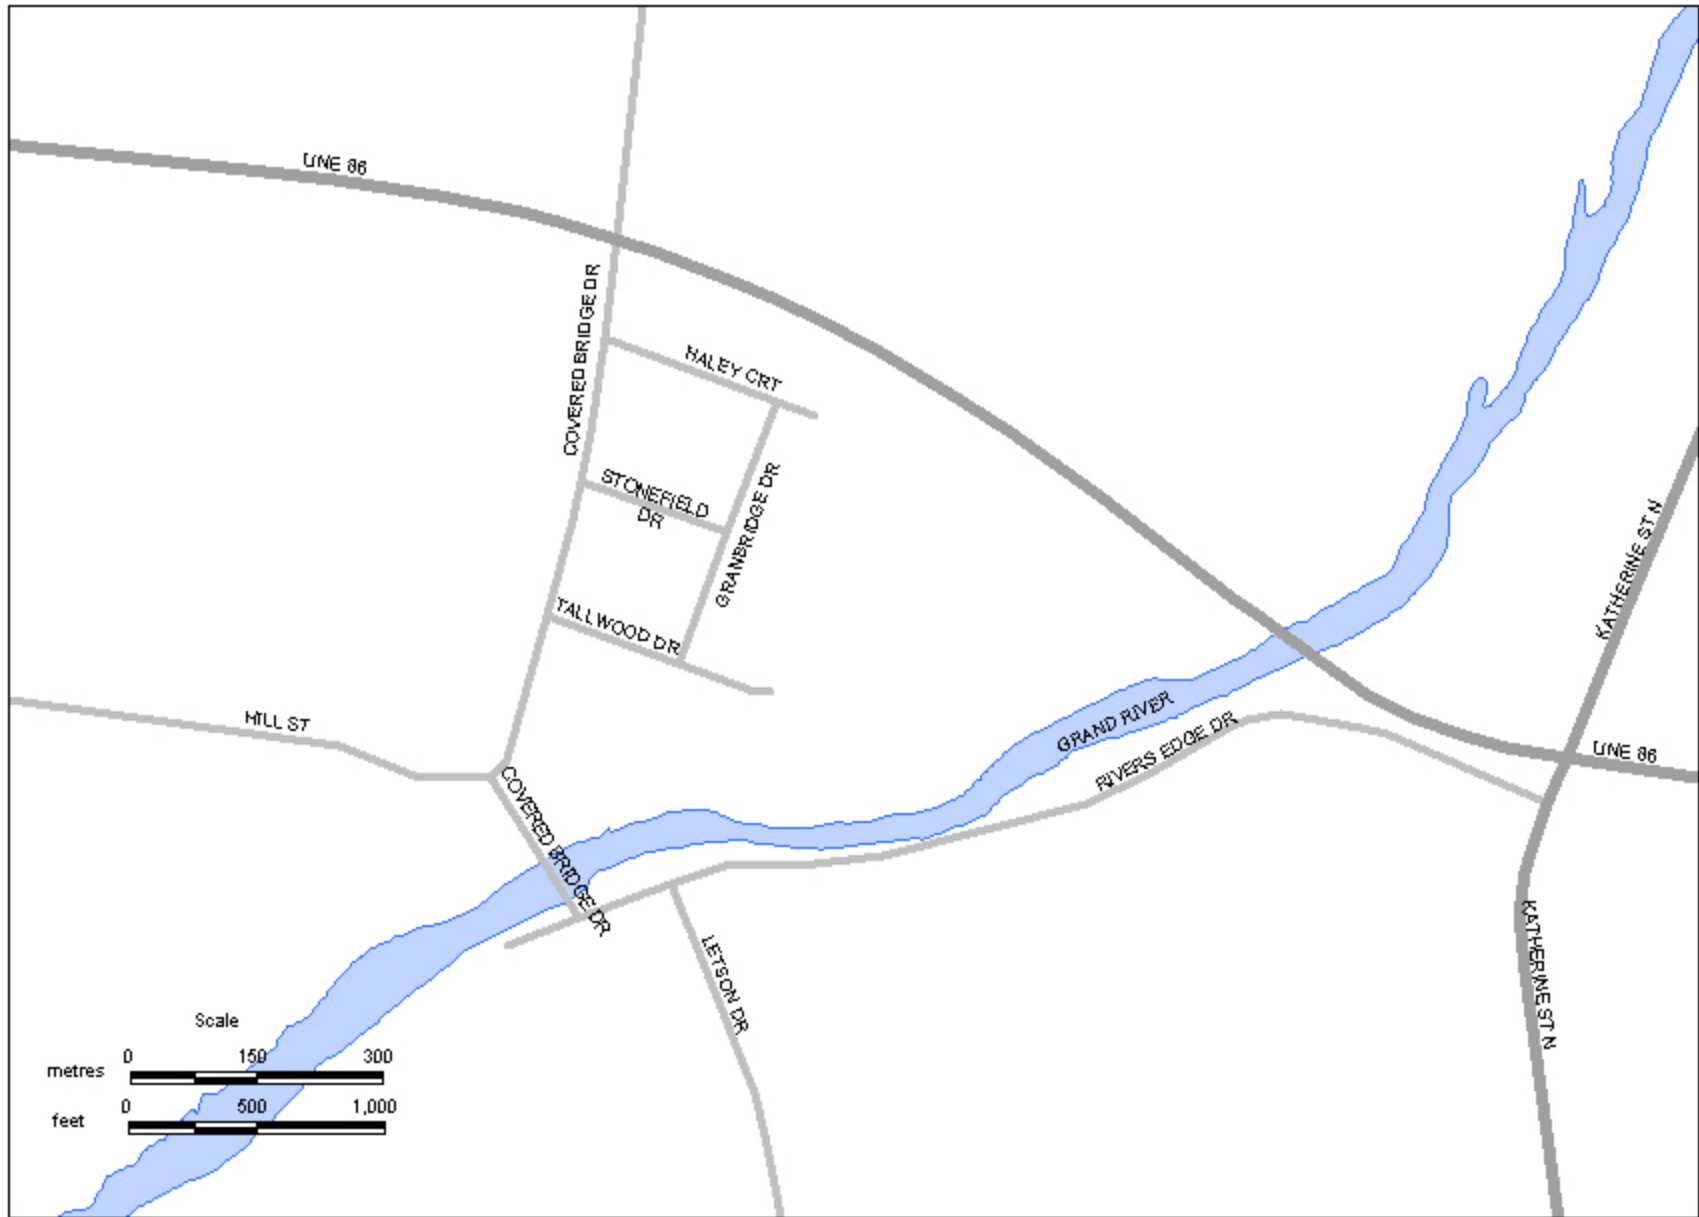 LINE 86
COVERED BRIDGE DR
HALEY CRT
STONEFIELD
DR
GRANBRIDGE DR
TALLWOOD DR
KATHERINE ST N
HILL ST
GRAND RIVER
RIVERS EDGE DR
LINE 86
COVERED BRIDGE DR
LETSON DR
KATHERINE ST N
Scale
metres 0 150 300
feet 0 500 1,000